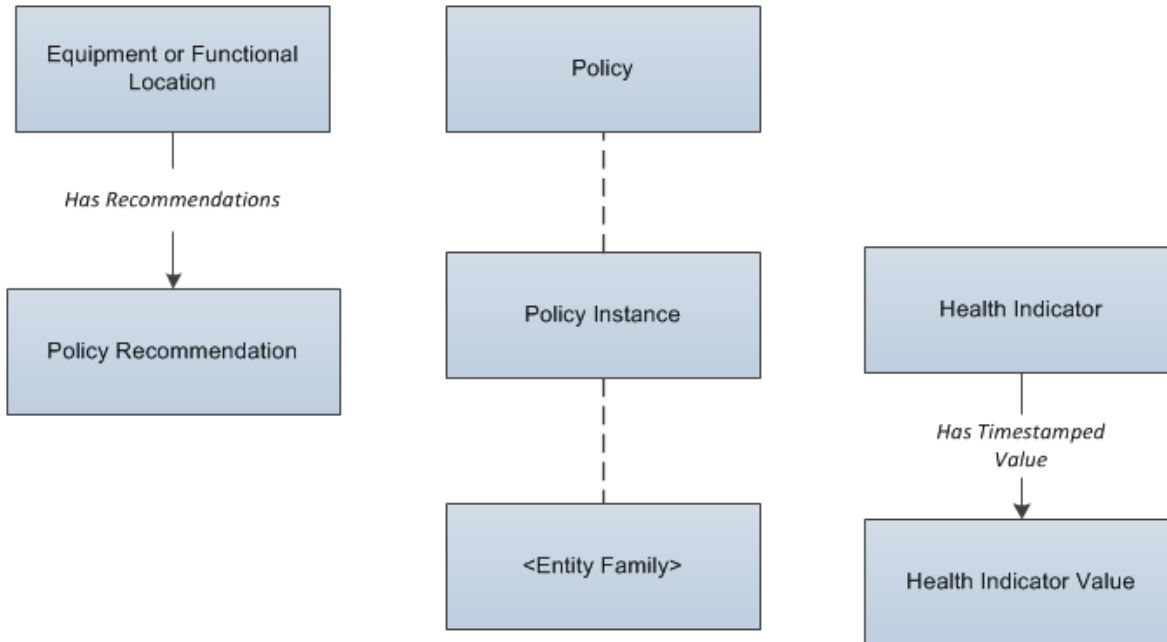 Equipment or Functional
Location
Policy
Has Recommendations
Policy Recommendation
Policy Instance
Health Indicator
Has Timestamped
Value
<Entity Family>
Health Indicator Value